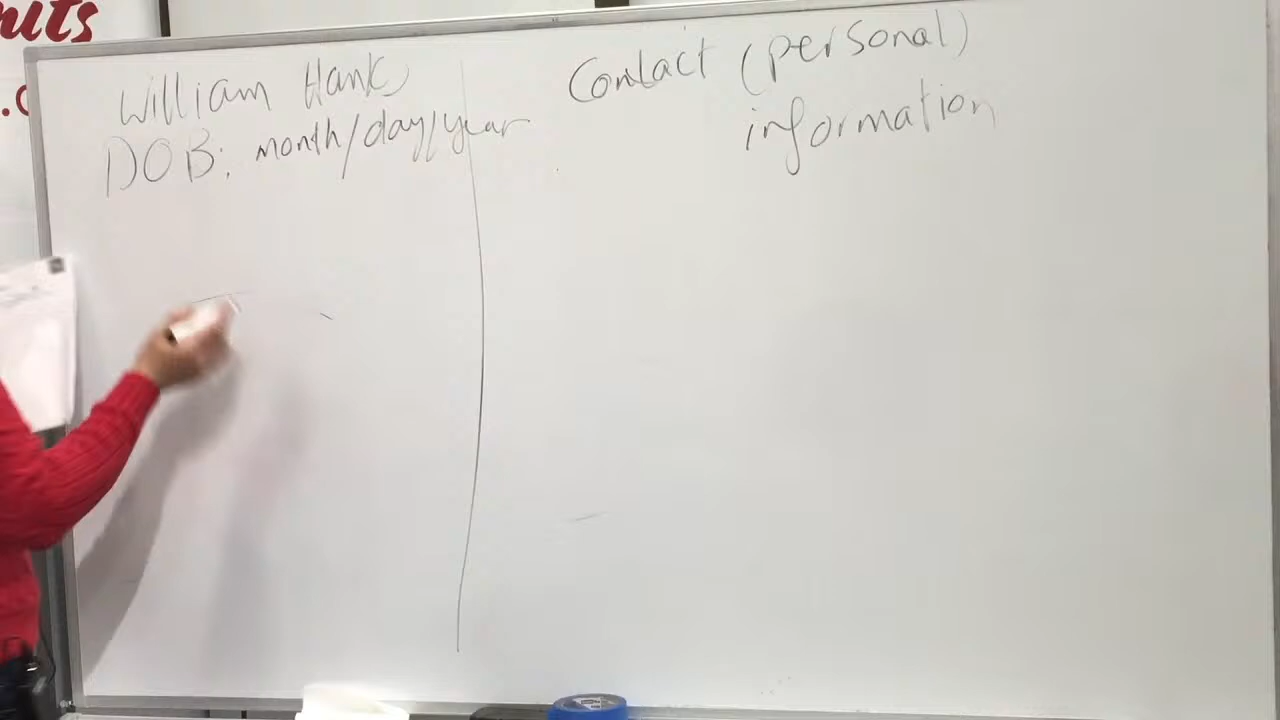 William Hank
DOB: month/day/year
Contact (personal)
information